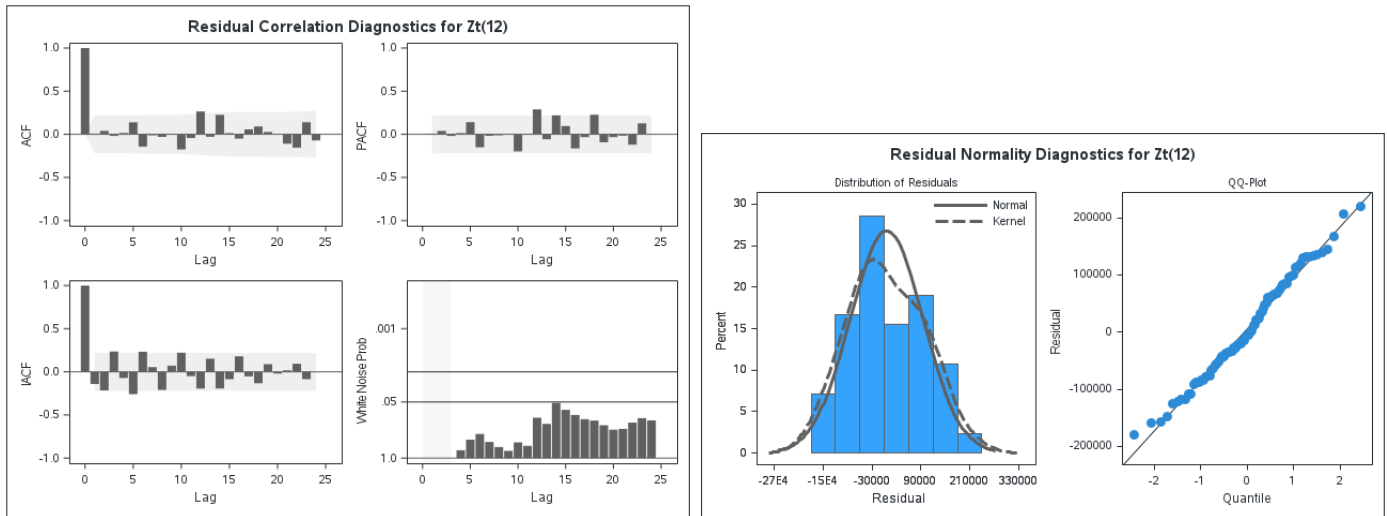 Residual Correlation Diagnostics for Zt(12)
1.0
0.5
0.0
-0.5
-1.0
ACF
0 5 10 15 20 25
Lag
1.0
0.5
0.0
-0.5
-1.0
PACF
0 5 10 15 20 25
Lag
1.0
0.5
0.0
-0.5
-1.0
IACF
0 5 10 15 20 25
Lag
.001
.05
1.0
White Noise Prob
0 5 10 15 20 25
Lag
Residual Normality Diagnostics for Zt(12)
Distribution of Residuals
Normal
Kernel
30
25
20
15
10
5
0
Percent
-27E4 -15E4 -30000 90000 210000 330000
Residual
QQ-Plot
200000
100000
0
-100000
-200000
Residual
-2 -1 0 1 2
Quantile